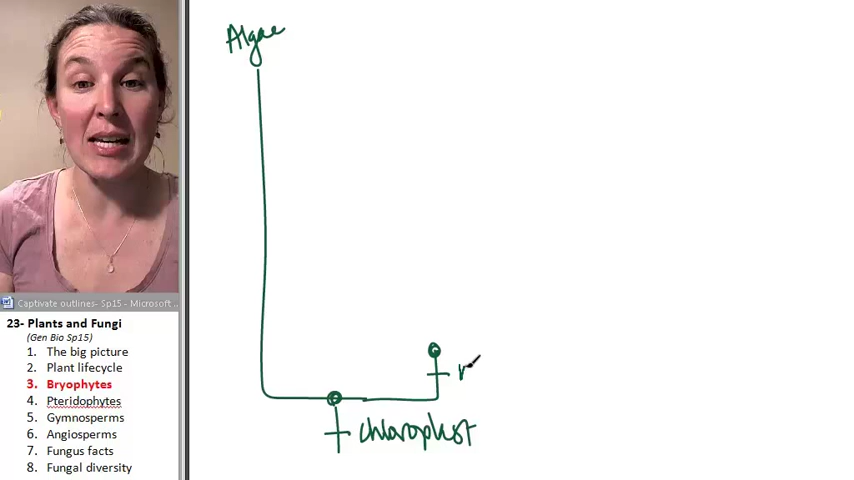 Algae
chloroplast
Captivate outlines- Sp15 - Microsoft ..
23- Plants and Fungi
(Gen Bio Sp15)
1. The big picture
2. Plant lifecycle
3. Bryophytes
4. Pteridophytes
5. Gymnosperms
6. Angiosperms
7. Fungus facts
8. Fungal diversity